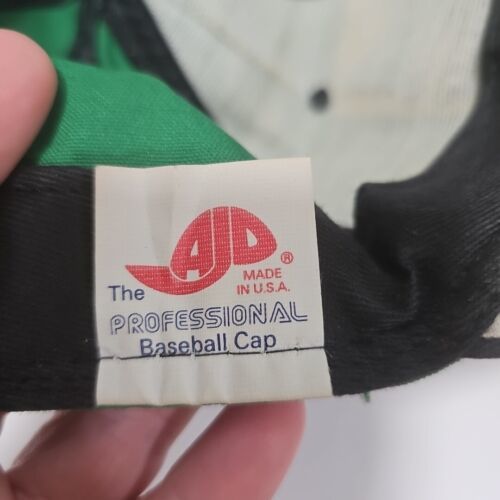 AJD ®
MADE
IN U.S.A.
The
PROFESSIONAL
Baseball Cap